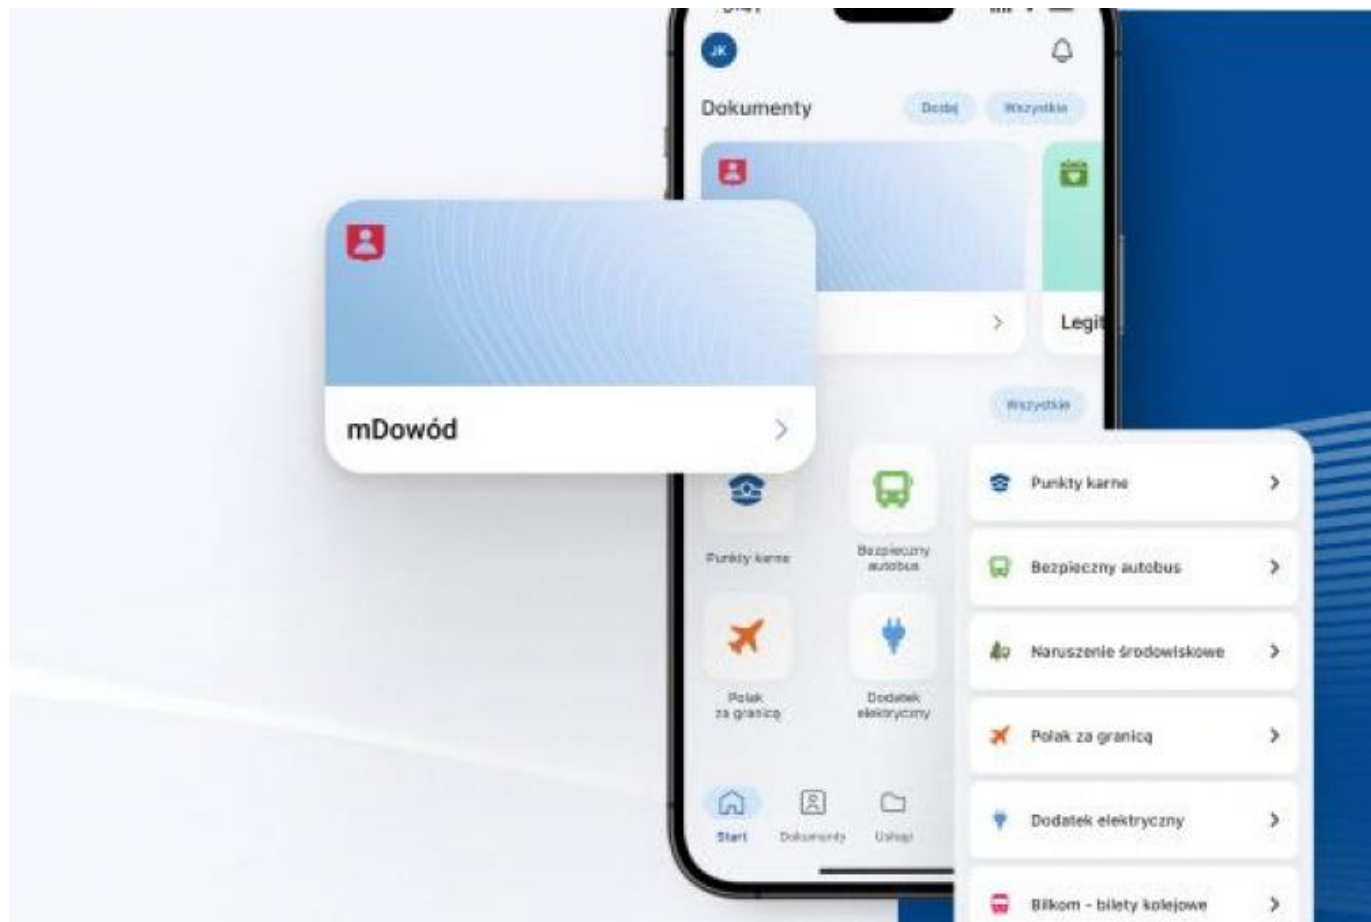 JK
Dokumenty
Dodaj
Wszystkie
Legit
mDowód
Wszystkie
Punkty karne
Bezpieczny
autobus
Polak
za granicą
Dodatek
elektryczny
Start
Dokumenty
Usługi
Punkty karne
Bezpieczny autobus
Naruszenie środowiskowe
Polak za granicą
Dodatek elektryczny
Bilkom - bilety kolejowe